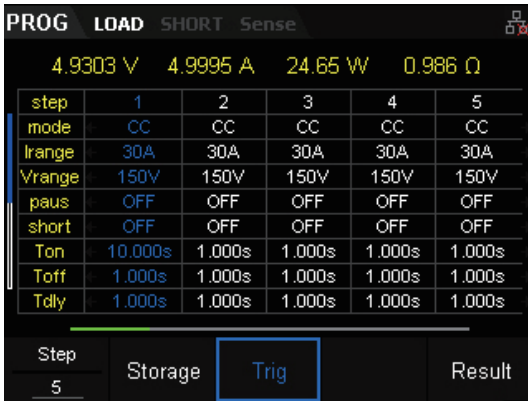 PROG LOAD SHORT Sense
4.9303 V 4.9995 A 24.65 W 0.986 Ω
step 1 2 3 4 5
mode CC CC CC CC CC
Irange 30A 30A 30A 30A 30A
Vrange 150V 150V 150V 150V 150V
paus OFF OFF OFF OFF OFF
short OFF OFF OFF OFF OFF
Ton 10.000s 1.000s 1.000s 1.000s 1.000s
Toff 1.000s 1.000s 1.000s 1.000s 1.000s
Tdly 1.000s 1.000s 1.000s 1.000s 1.000s
Step
5
Storage Trig Result